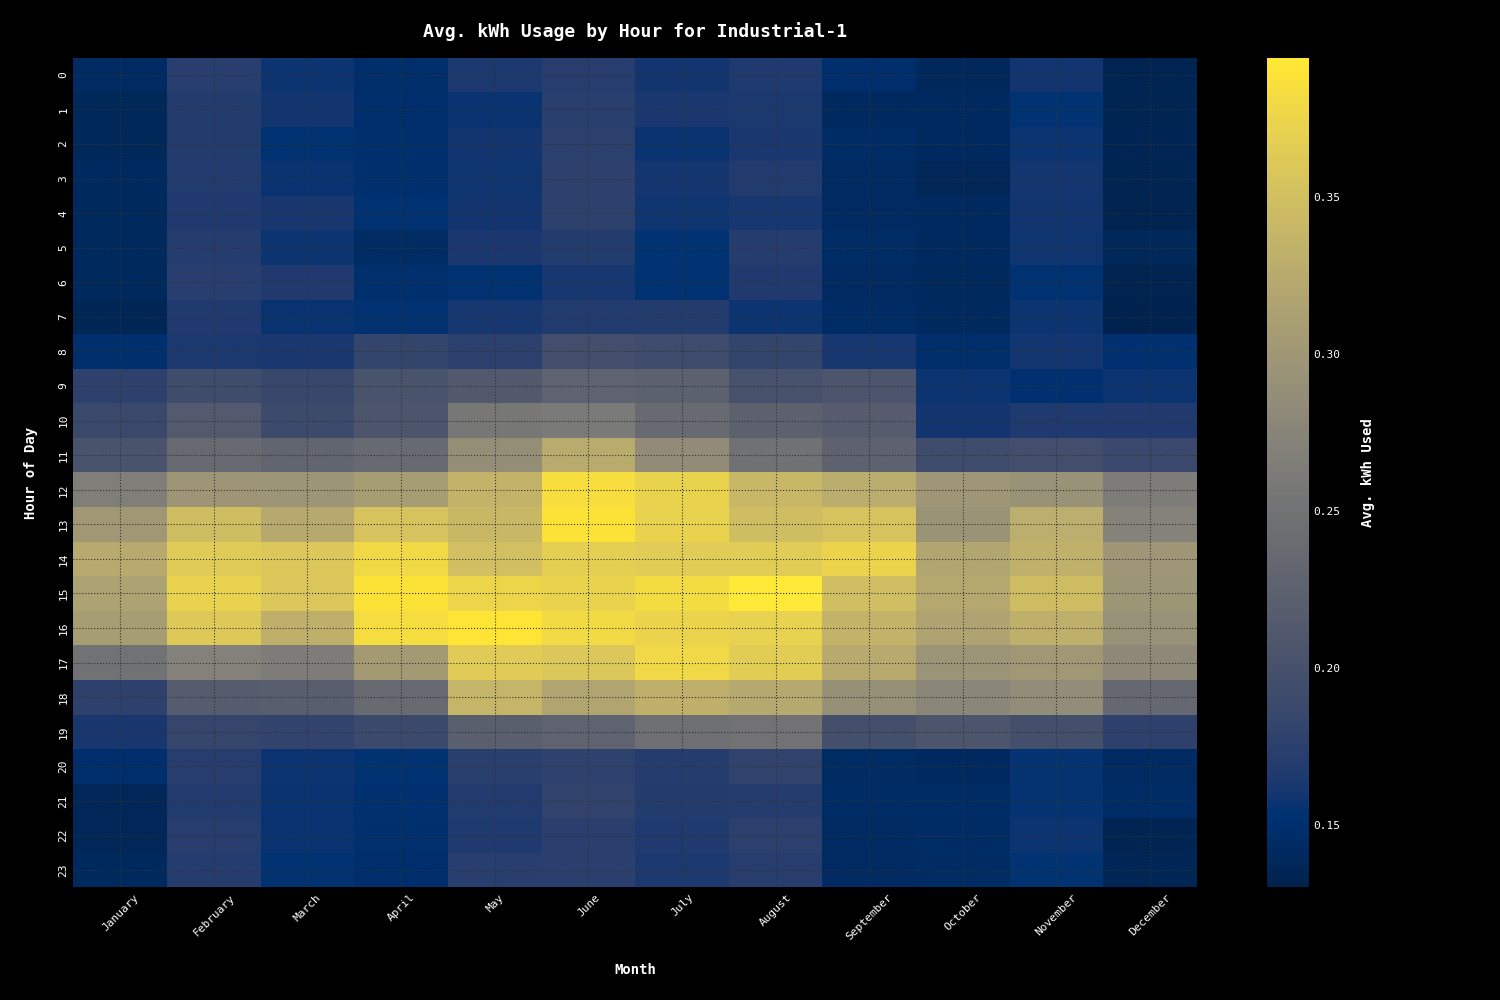 Avg. kWh Usage by Hour for Industrial-1
Hour of Day
0
1
2
3
4
5
6
7
8
9
10
11
12
13
14
15
16
17
18
19
20
21
22
23
January
February
March
April
May
June
July
August
September
October
November
December
Month
0.35
0.30
0.25
0.20
0.15
Avg. kWh Used